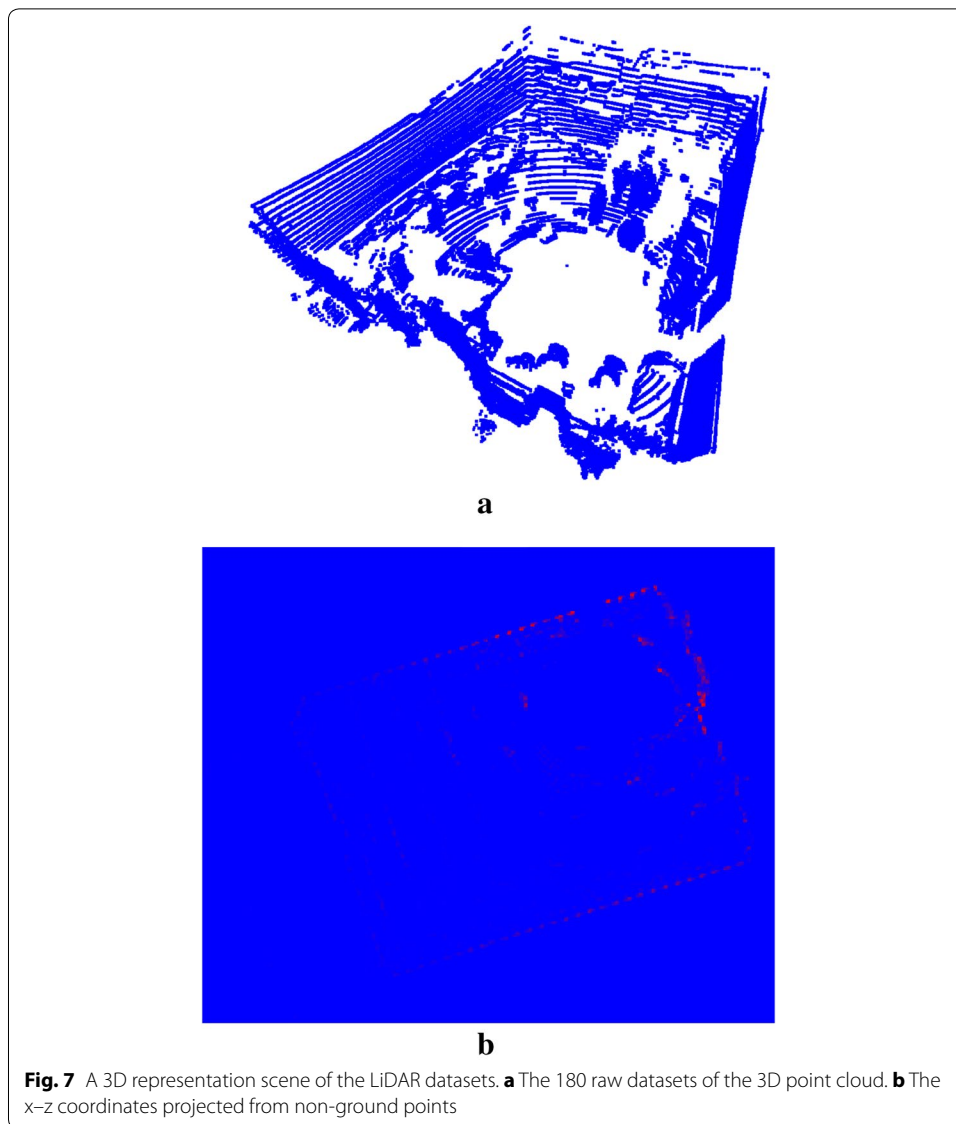 a
b
Fig. 7 A 3D representation scene of the LiDAR datasets. a The 180 raw datasets of the 3D point cloud. b The
x–z coordinates projected from non-ground points